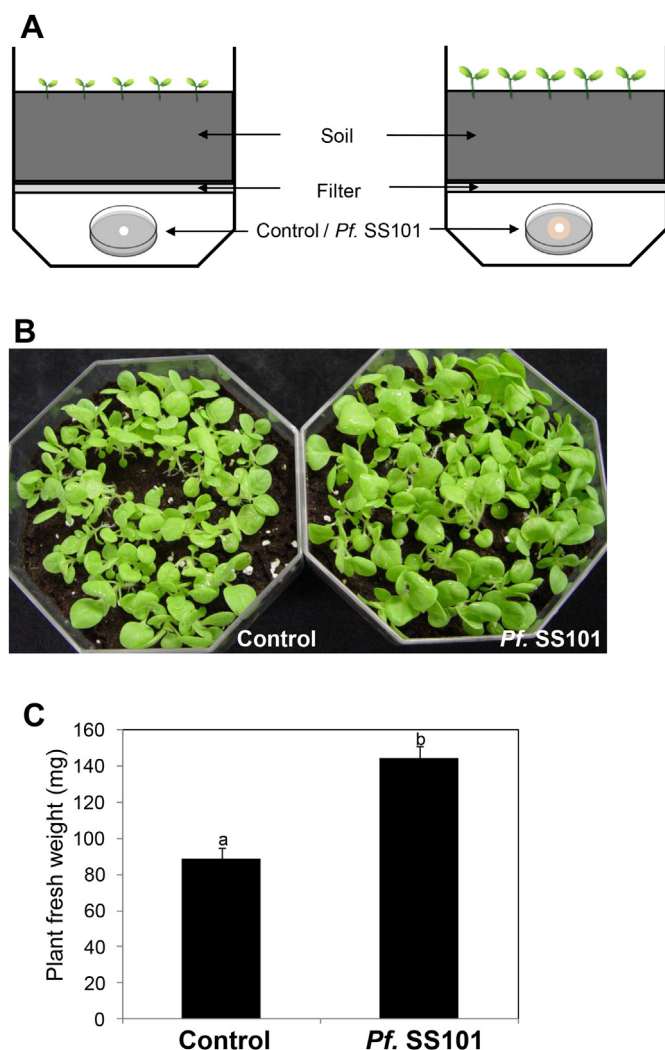 A
Soil
Filter
Control / Pf. SS101
B
Control
Pf. SS101
C
Plant fresh weight (mg)
160
140
120
100
80
60
40
20
0
a
b
Control
Pf. SS101